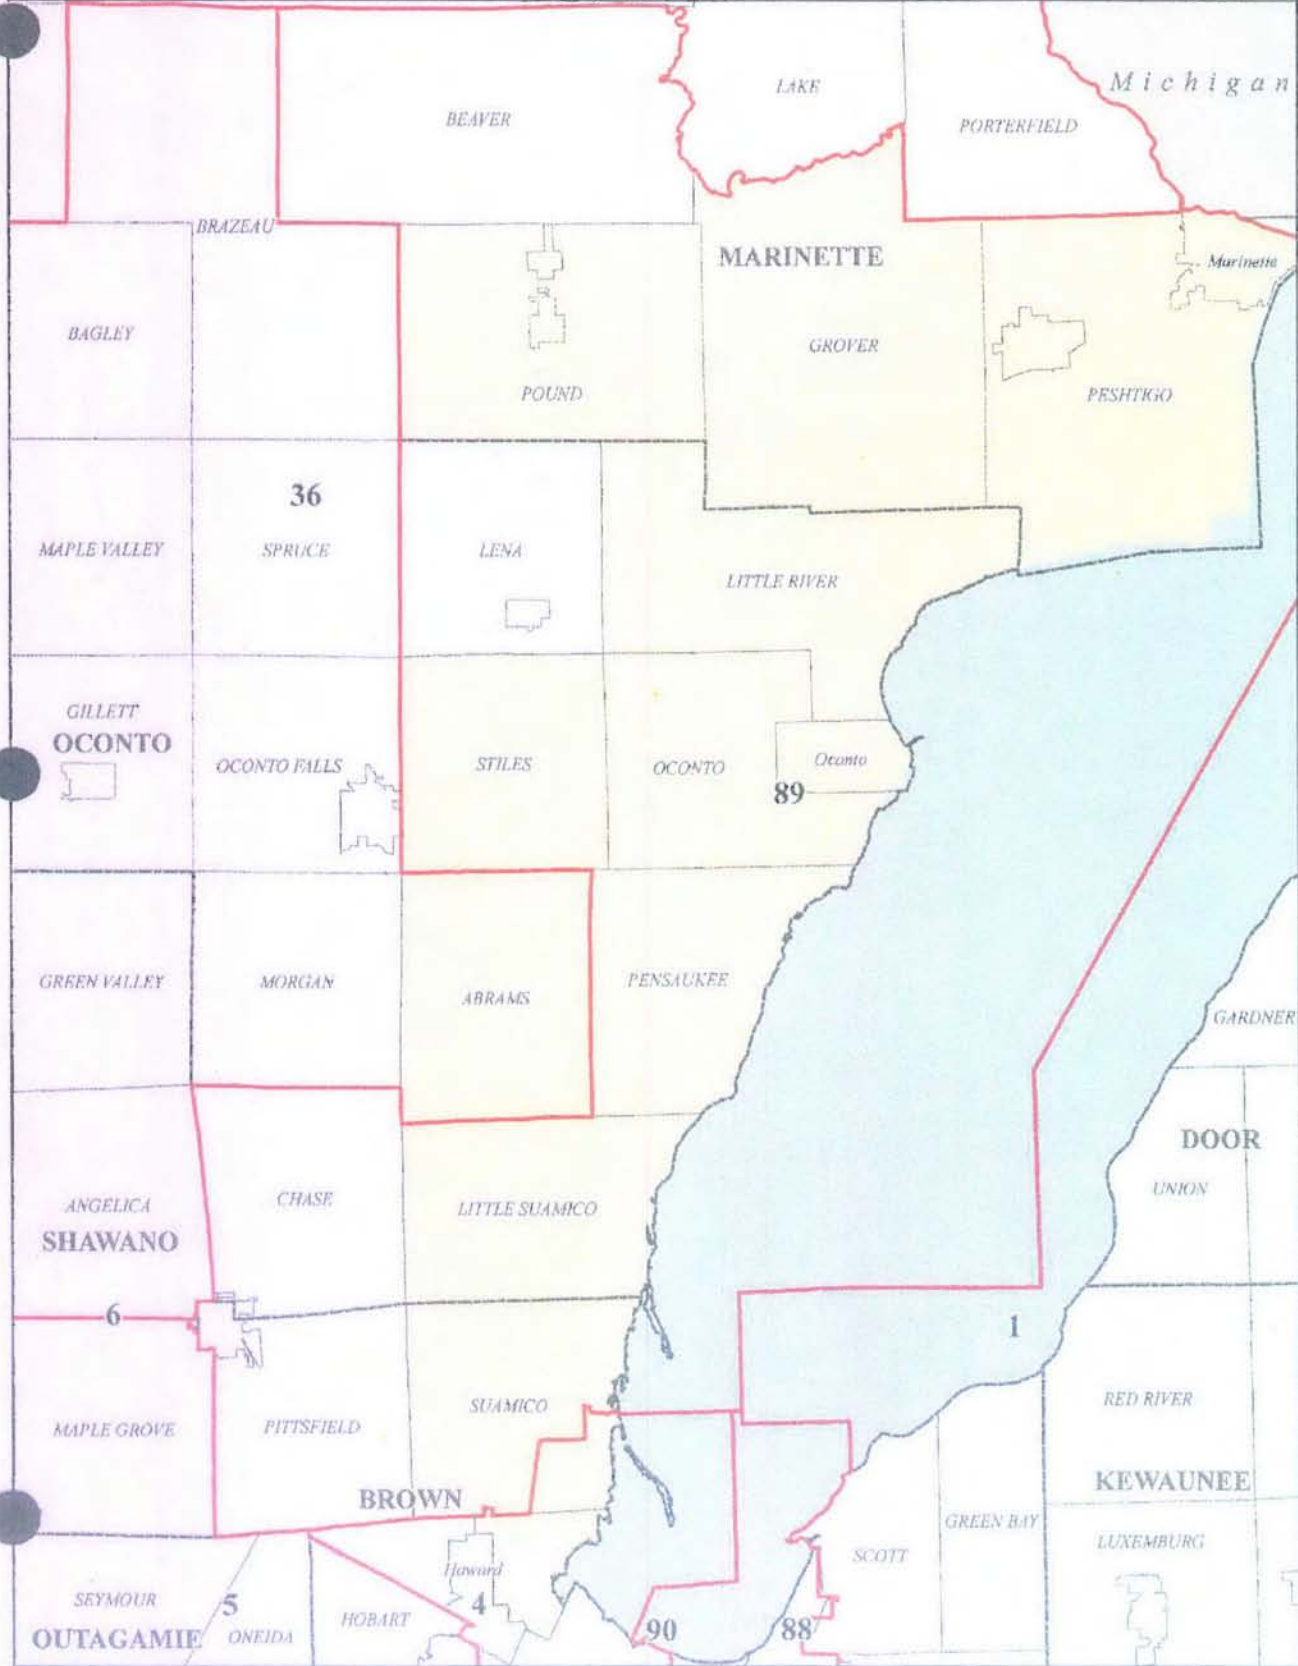 Michigan
LAKE
BEAVER
PORTERFIELD
BRAZEAU
MARINETTE
Marinette
BAGLEY
GROVER
POUND
PESHTIGO
36
MAPLE VALLEY
SPRUCE
LENA
LITTLE RIVER
GILLETT
OCONTO
OCONTO FALLS
STILES
OCONTO
Oconto
89
GREEN VALLEY
MORGAN
ABRAMS
PENSAUKEE
GARDNER
DOOR
UNION
ANGELICA
CHASE
LITTLE SUAMICO
SHAWANO
6
1
RED RIVER
SUAMICO
MAPLE GROVE
PITTSFIELD
KEWAUNEE
BROWN
GREEN BAY
SCOTT
LUXEMBURG
Howard
SEYMOUR
5
4
HOBART
90
88
OUTAGAMIE
ONEIDA